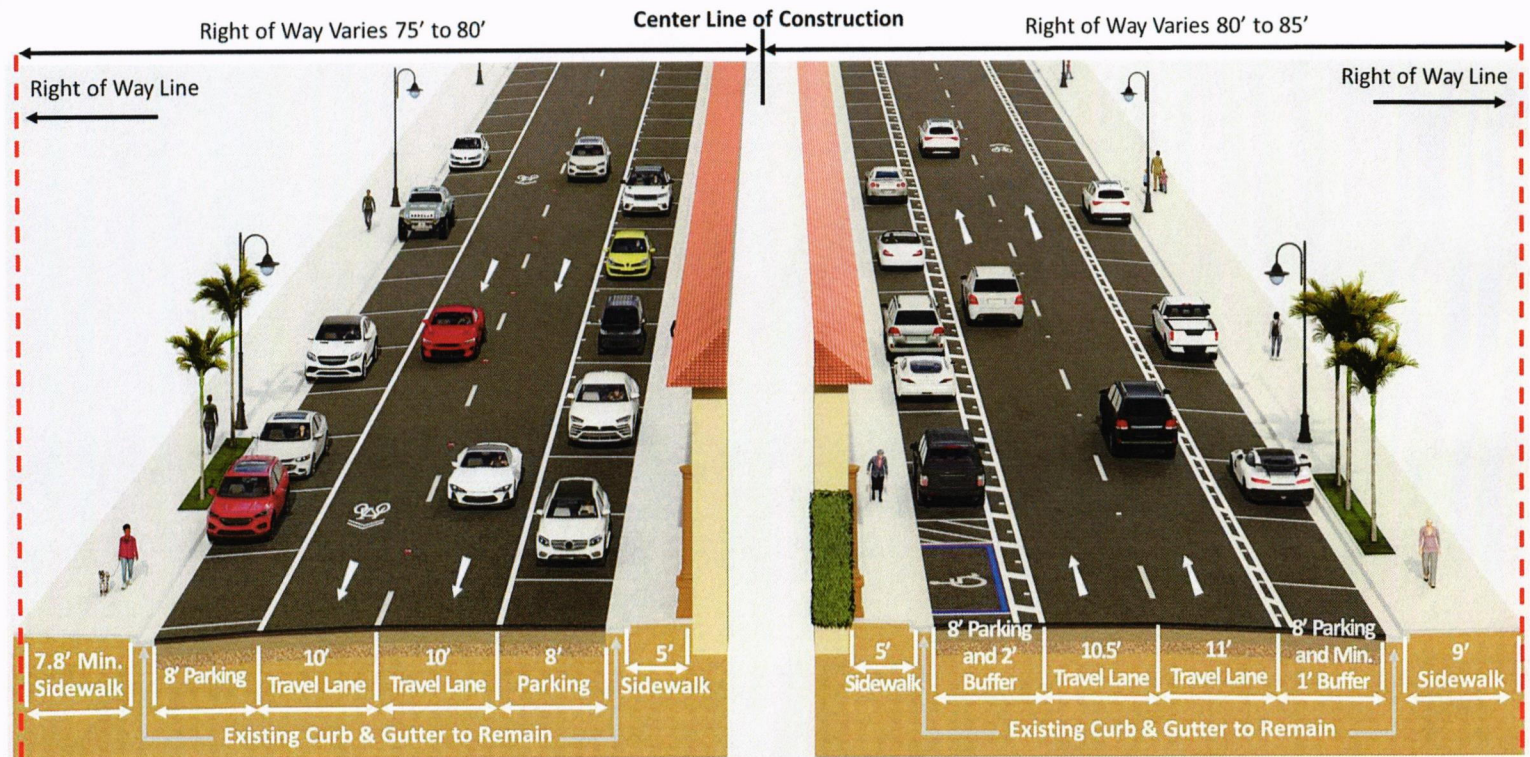 Center Line of Construction
Right of Way Varies 75’ to 80’
Right of Way Varies 80’ to 85’
Right of Way Line
Right of Way Line
7.8’ Min.
Sidewalk
8’ Parking
10’
Travel Lane
10’
Travel Lane
8’
Parking
5’
Sidewalk
Existing Curb & Gutter to Remain
5’
Sidewalk
8’ Parking
and 2’
Buffer
10.5’
Travel Lane
11’
Travel Lane
8’ Parking
and Min.
1’ Buffer
9’
Sidewalk
Existing Curb & Gutter to Remain